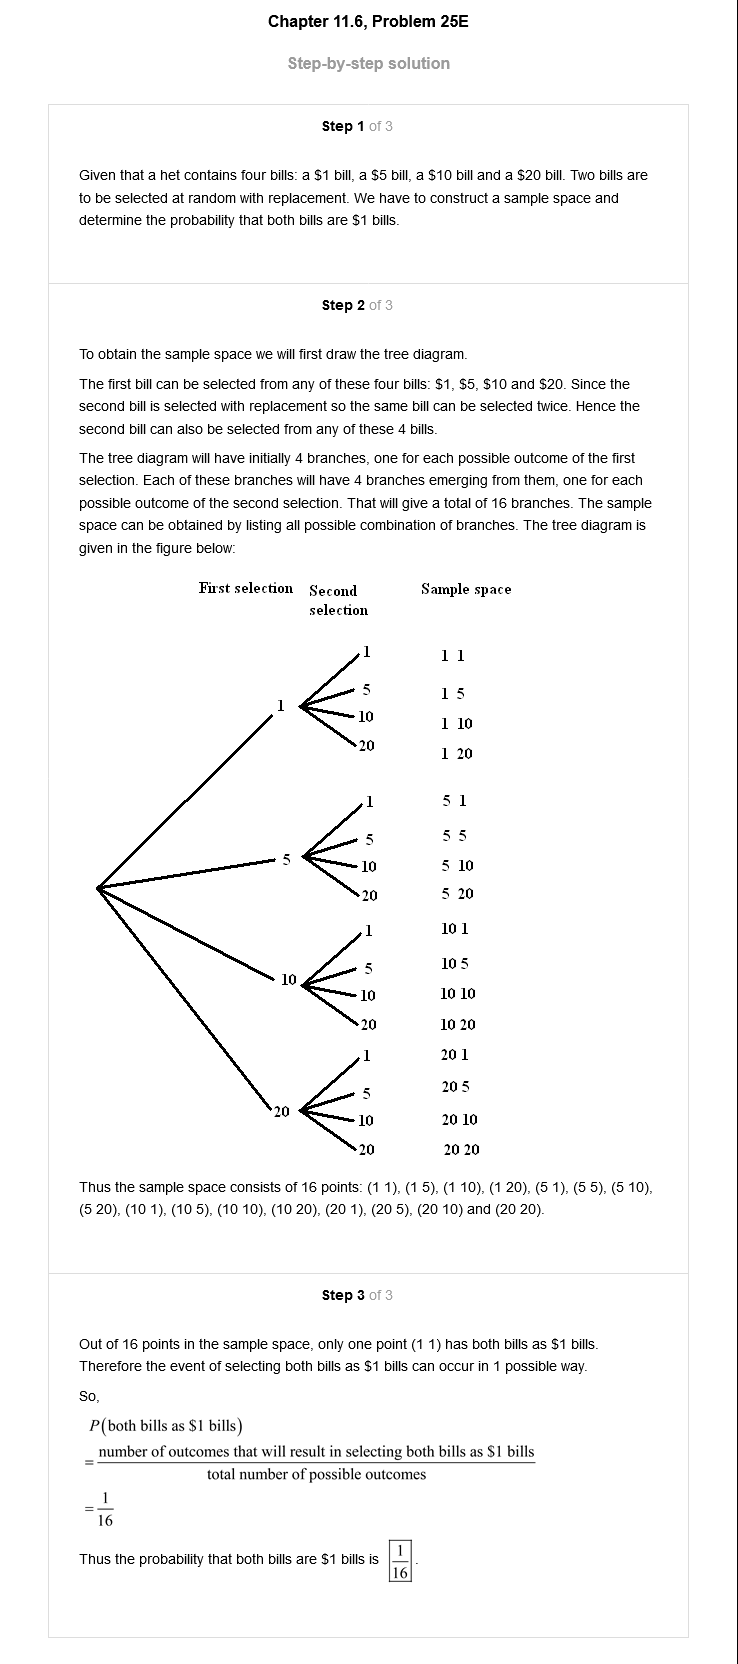 Chapter 11.6, Problem 25E
Step-by-step solution
Step 1 of 3
Given that a het contains four bills: a $1 bill, a $5 bill, a $10 bill and a $20 bill. Two bills are
to be selected at random with replacement. We have to construct a sample space and
determine the probability that both bills are $1 bills.
Step 2 of 3
To obtain the sample space we will first draw the tree diagram.
The first bill can be selected from any of these four bills: $1, $5, $10 and $20. Since the
second bill is selected with replacement so the same bill can be selected twice. Hence the
second bill can also be selected from any of these 4 bills.
The tree diagram will have initially 4 branches, one for each possible outcome of the first
selection. Each of these branches will have 4 branches emerging from them, one for each
possible outcome of the second selection. That will give a total of 16 branches. The sample
space can be obtained by listing all possible combination of branches. The tree diagram is
given in the figure below:
First selection Second Sample space
selection
1 1 1
5 1 5
1
10 1 10
20 1 20
1 5 1
5 5 5
5
10 5 10
20 5 20
1 10 1
5 10 5
10
10 10 10
20 10 20
1 20 1
5 20 5
20
10 20 10
20 20 20
Thus the sample space consists of 16 points: (1 1), (1 5), (1 10), (1 20), (5 1), (5 5), (5 10),
(5 20), (10 1), (10 5), (10 10), (10 20), (20 1), (20 5), (20 10) and (20 20).
Step 3 of 3
Out of 16 points in the sample space, only one point (1 1) has both bills as $1 bills.
Therefore the event of selecting both bills as $1 bills can occur in 1 possible way.
So,
P(both bills as $1 bills)
= number of outcomes that will result in selecting both bills as $1 bills
total number of possible outcomes
= 1
16
Thus the probability that both bills are $1 bills is 1
16 .